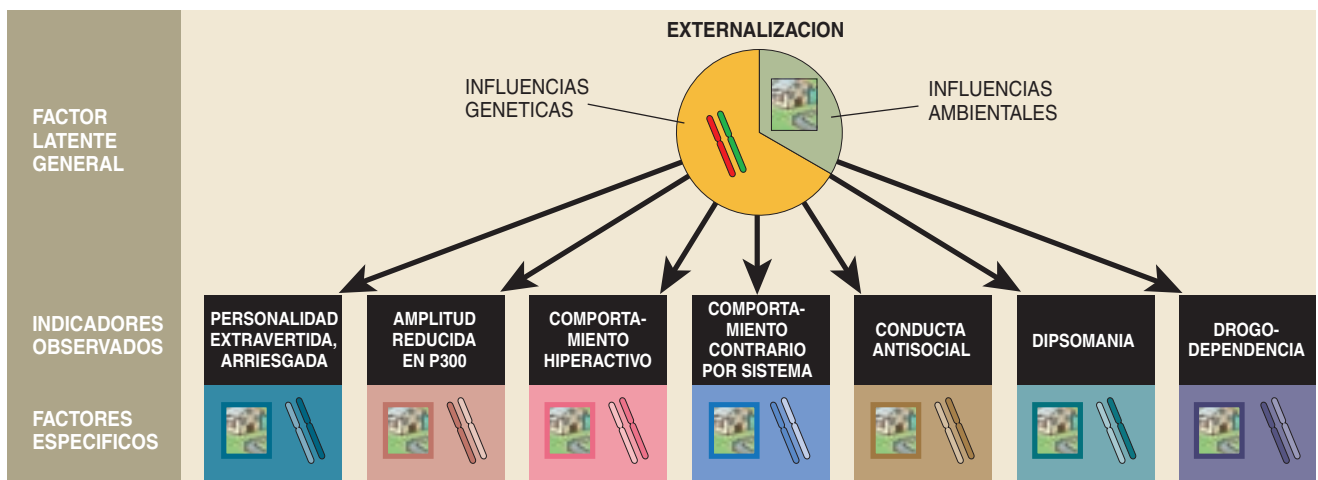 EXTERNALIZACION
INFLUENCIAS
GENETICAS
INFLUENCIAS
AMBIENTALES
FACTOR
LATENTE
GENERAL
INDICADORES
OBSERVADOS
PERSONALIDAD
EXTRAVERTIDA,
ARRIESGADA
AMPLITUD
REDUCIDA
EN P300
COMPORTA-
MIENTO
HIPERACTIVO
COMPORTA-
MIENTO
CONTRARIO
POR SISTEMA
CONDUCTA
ANTISOCIAL
DIPSOMANIA
DROGO-
DEPENDENCIA
FACTORES
ESPECIFICOS